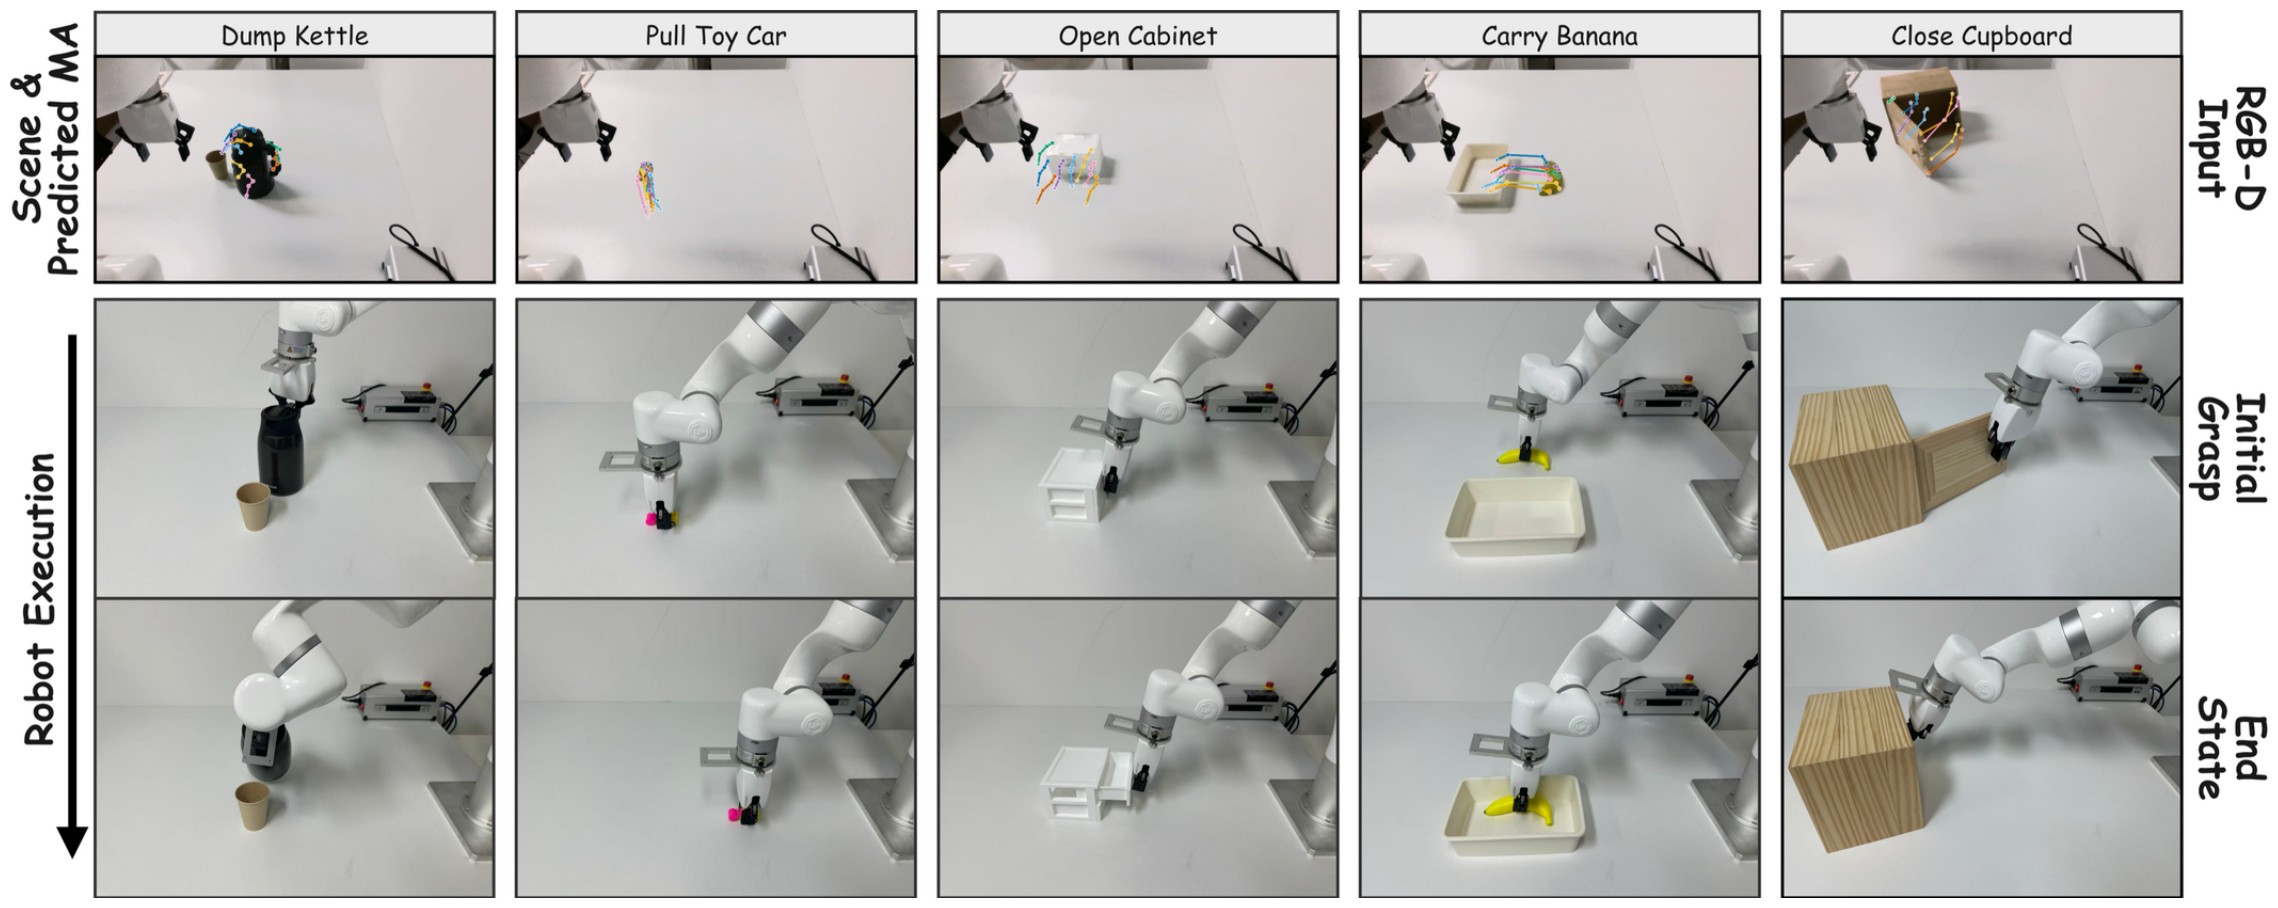 Dump Kettle
Pull Toy Car
Open Cabinet
Carry Banana
Close Cupboard
Scene &
Predicted MA
RGB-D
Input
Robot Execution
Initial
Grasp
End
State